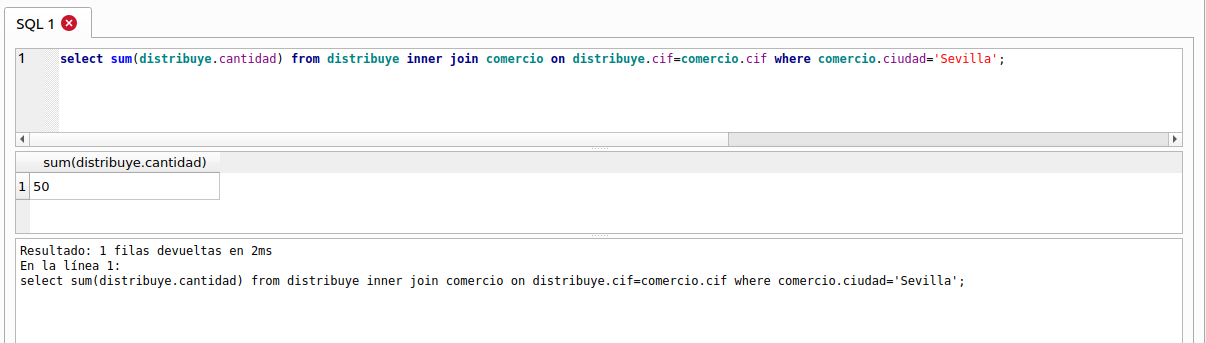 SQL 1
1 select sum(distribuye.cantidad) from distribuye inner join comercio on distribuye.cif=comercio.cif where comercio.ciudad='Sevilla';
sum(distribuye.cantidad)
1 50
Resultado: 1 filas devueltas en 2ms
En la línea 1:
select sum(distribuye.cantidad) from distribuye inner join comercio on distribuye.cif=comercio.cif where comercio.ciudad='Sevilla';